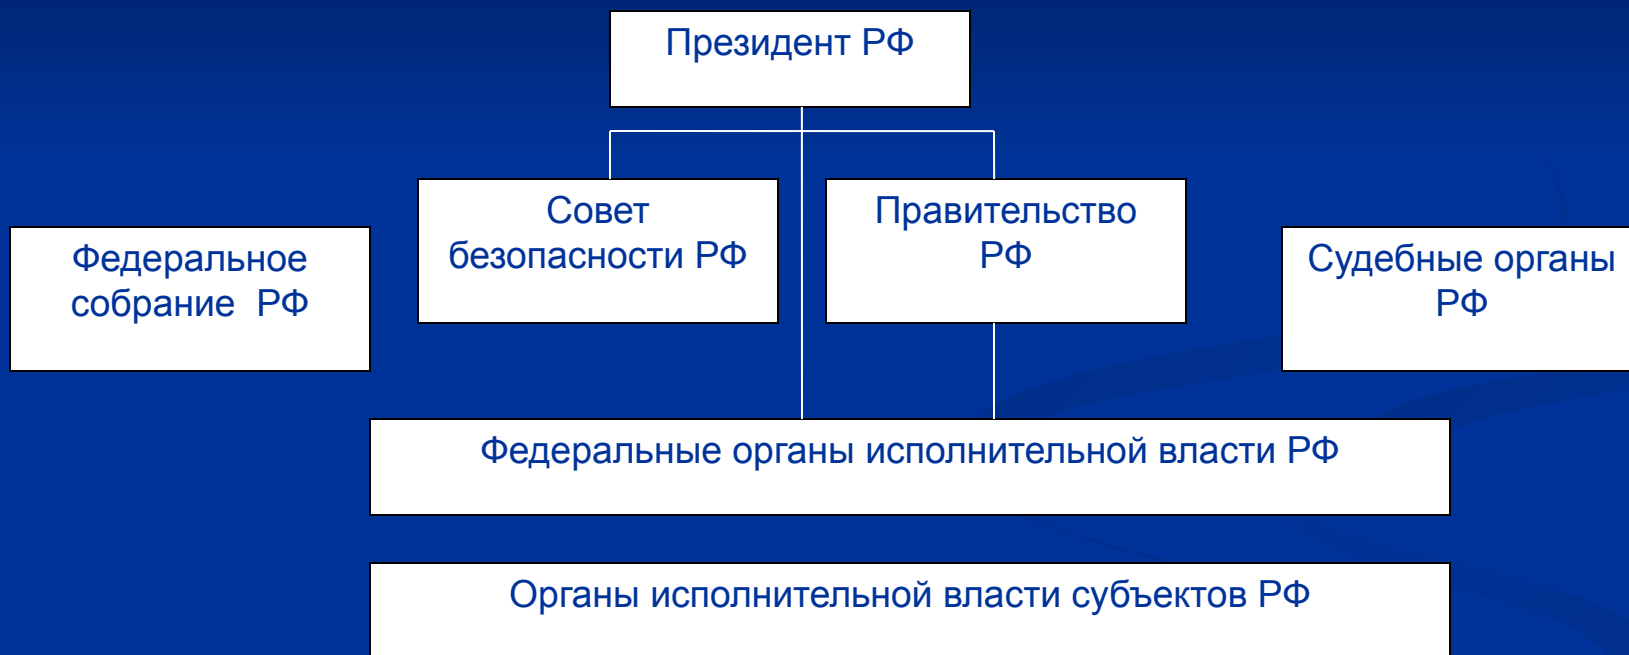 Президент РФ
Федеральное
собрание РФ
Совет
безопасности РФ
Правительство
РФ
Судебные органы
РФ
Федеральные органы исполнительной власти РФ
Органы исполнительной власти субъектов РФ